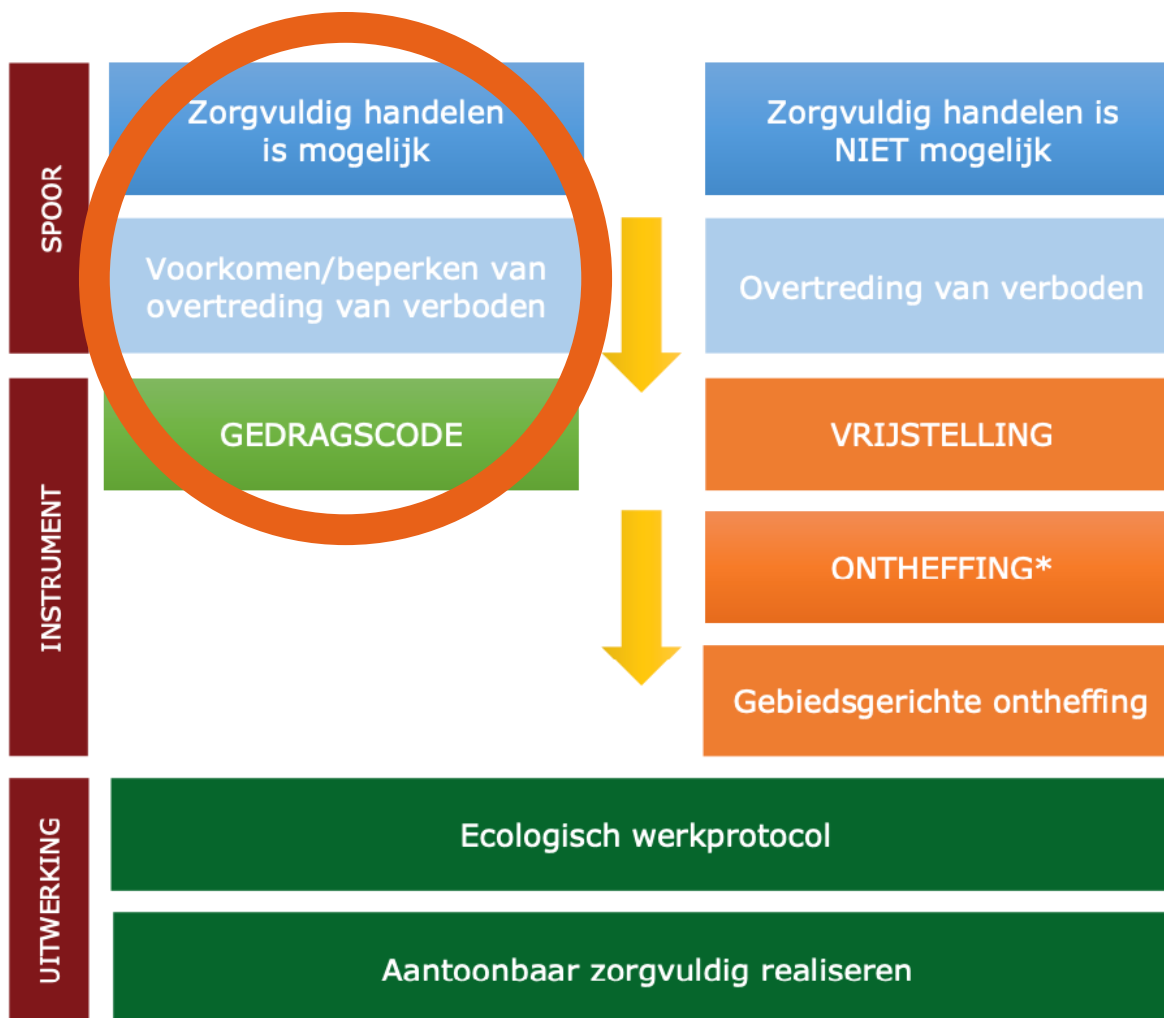 SPOOR
Zorgvuldig handelen
is mogelijk
Zorgvuldig handelen is
NIET mogelijk
Voorkomen/beperken van
overtreding van verboden
Overtreding van verboden
INSTRUMENT
GEDRAGSCODE
VRIJSTELLING
ONTHEFFING*
Gebiedsgerichte ontheffing
UITWERKING
Ecologisch werkprotocol
Aantoonbaar zorgvuldig realiseren